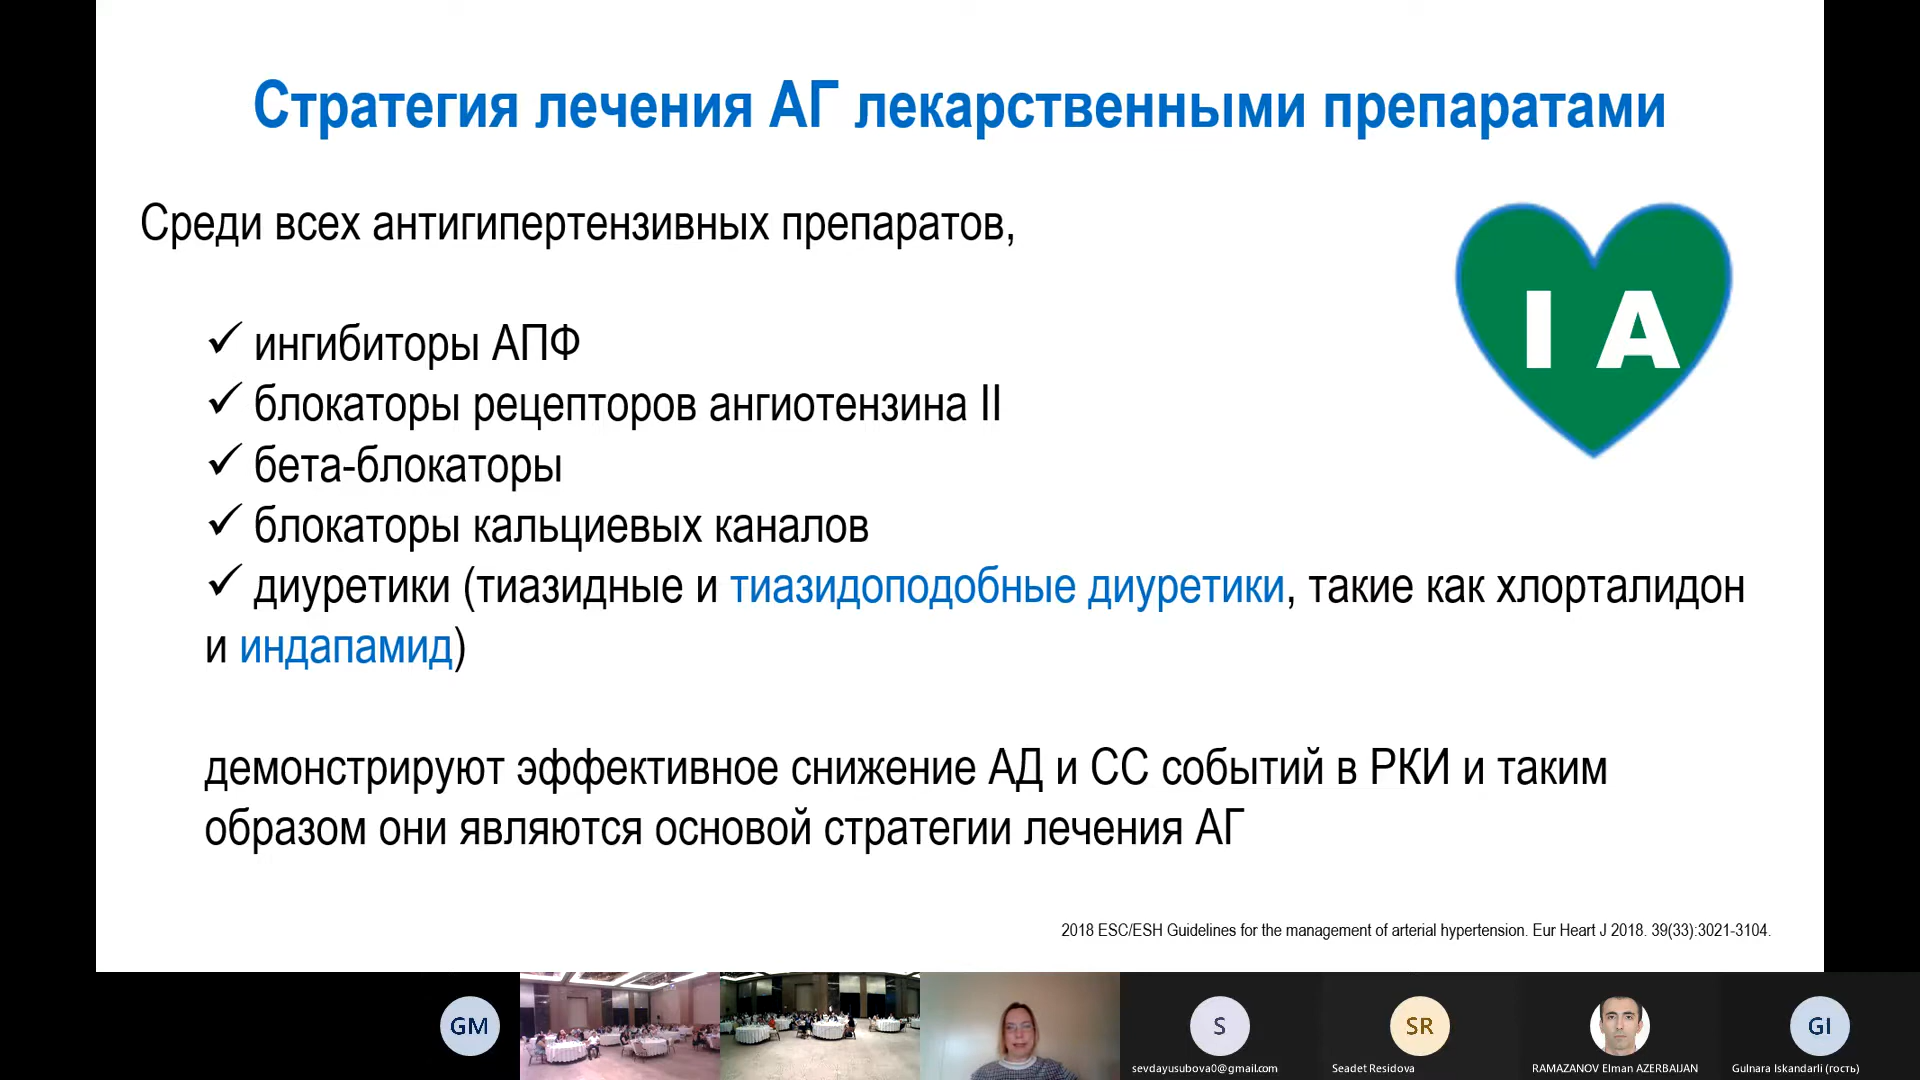 Стратегия лечения АГ лекарственными препаратами
Среди всех антигипертензивных препаратов,
I A
✓ ингибиторы АПФ
✓ блокаторы рецепторов ангиотензина II
✓ бета-блокаторы
✓ блокаторы кальциевых каналов
✓ диуретики (тиазидные и тиазидоподобные диуретики, такие как хлорталидон
и индапамид)
демонстрируют эффективное снижение АД и СС событий в РКИ и таким
образом они являются основой стратегии лечения АГ
2018 ESC/ESH Guidelines for the management of arterial hypertension. Eur Heart J 2018. 39(33):3021-3104.
GM
S
SR
GI
sevdayusubova0@gmail.com
Seadet Residova
RAMAZANOV Elman AZERBAIJAN
Gulnara Iskandarli (гость)